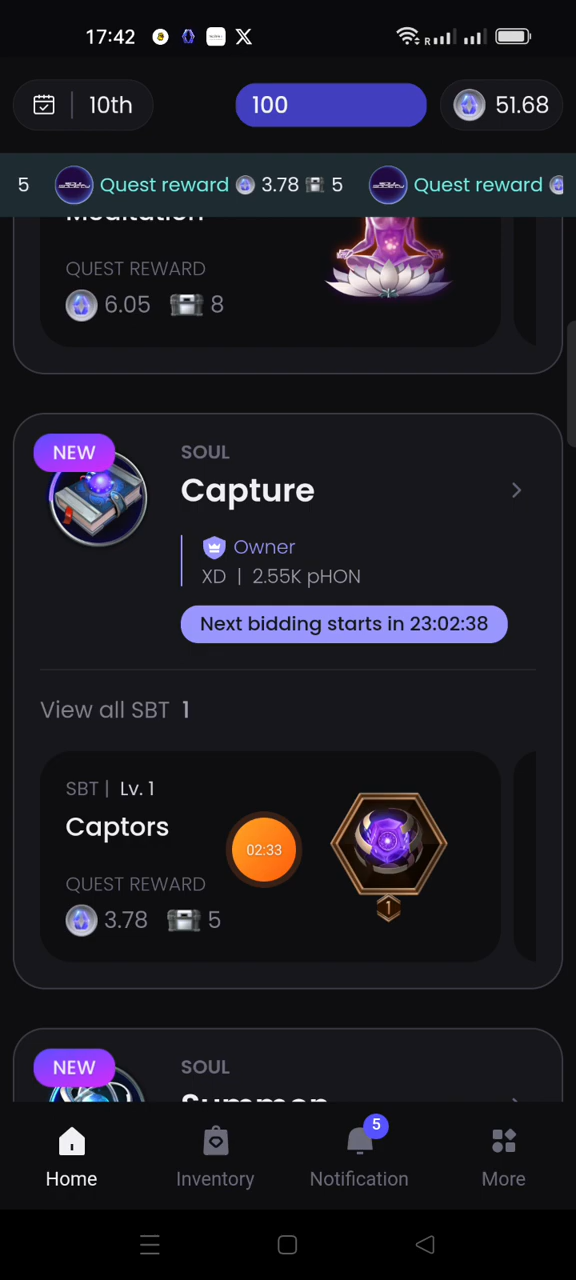 17:42
R
10th
100
51.68
5 Quest reward 3.78 5 Quest reward
Meditation
QUEST REWARD
6.05 8
NEW
SOUL
Capture
Owner
XD | 2.55K pHON
Next bidding starts in 23:02:38
View all SBT 1
SBT | Lv. 1
Captors
02:33
1
QUEST REWARD
3.78 5
NEW
SOUL
Summon
5
Home
Inventory
Notification
More